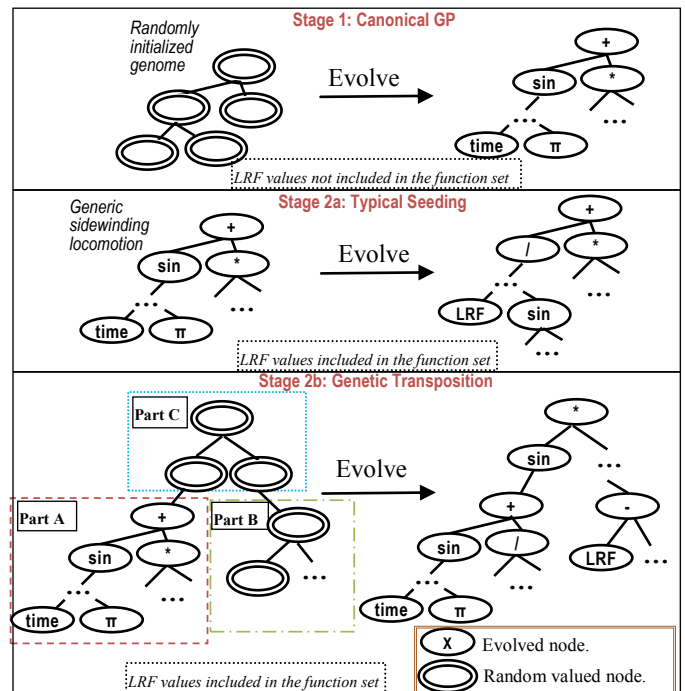 Stage 1: Canonical GP
Randomly
initialized
genome
Evolve
+
sin
*
...
...
time
π
LRF values not included in the function set
Stage 2a: Typical Seeding
Generic
sidewinding
locomotion
+
sin
*
...
...
time
π
Evolve
+
/
*
...
...
LRF
sin
...
LRF values included in the function set
Stage 2b: Genetic Transposition
Part C
Part A
+
sin
*
...
...
time
π
Part B
...
Evolve
*
sin
...
+
-
sin
/
LRF
...
...
...
time
π
LRF values included in the function set
X Evolved node.
Random valued node.